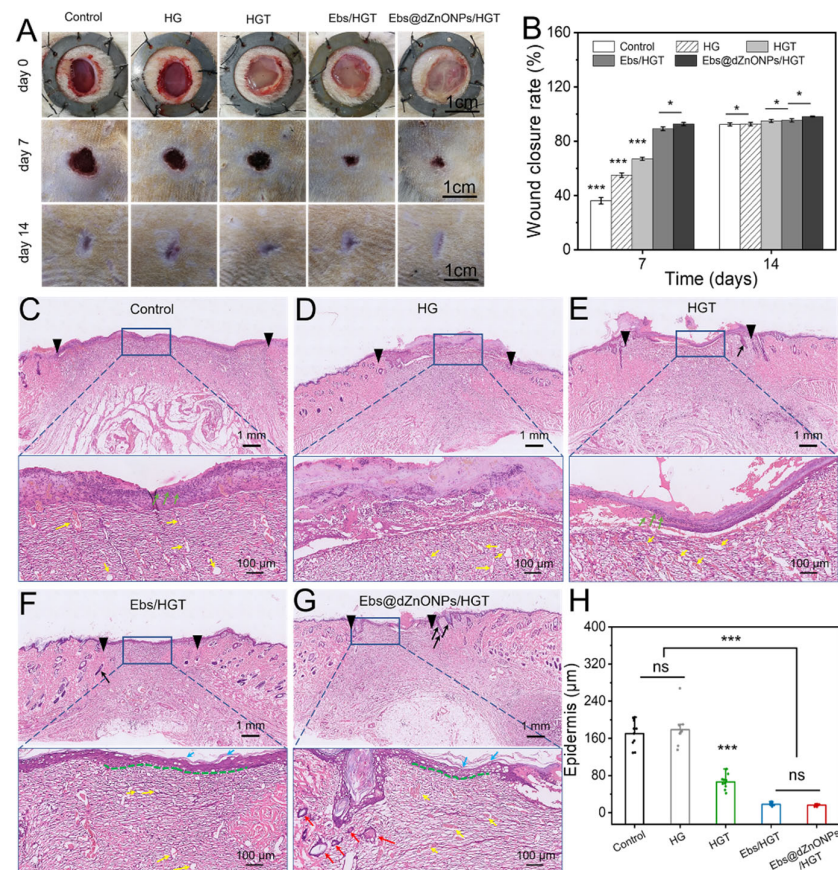 A
Control HG HGT Ebs/HGT Ebs@dZnONPs/HGT
day 0
1cm
day 7
1cm
day 14
1cm
B
Wound closure rate (%)
160
120
80
40
0
Control HG HGT
Ebs/HGT Ebs@dZnONPs/HGT
*** *** *** * * * *
7 14
Time (days)
C Control
1 mm
100 µm
D HG
1 mm
100 µm
E HGT
1 mm
100 µm
F Ebs/HGT
1 mm
100 µm
G Ebs@dZnONPs/HGT
1 mm
100 µm
H
Epidermis (µm)
400
320
240
160
80
0
***
ns
***
ns
Control
HG
HGT
Ebs/HGT
Ebs@dZnONPs
/HGT